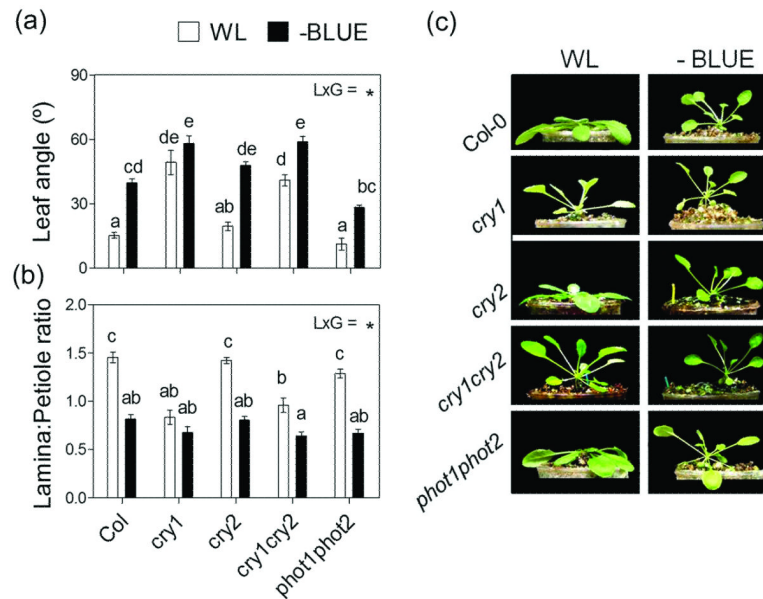 (a)
WL -BLUE
Leaf angle (º)
90
60
30
0
LxG = *
a cd de e ab de d e a bc
(b)
Lamina:Petiole ratio
2.0
1.5
1.0
0.5
0.0
LxG = *
c ab ab ab c ab b a c ab
Col cry1 cry2 cry1cry2 phot1phot2
(c)
WL - BLUE
Col-0
cry1
cry2
cry1cry2
phot1phot2